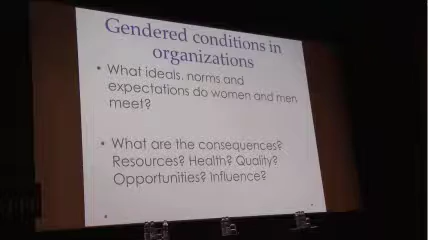 Gendered conditions in
organizations
• What ideals, norms and
expectations do women and men
meet?
• What are the consequences?
Resources? Health? Quality?
Opportunities? Influence?